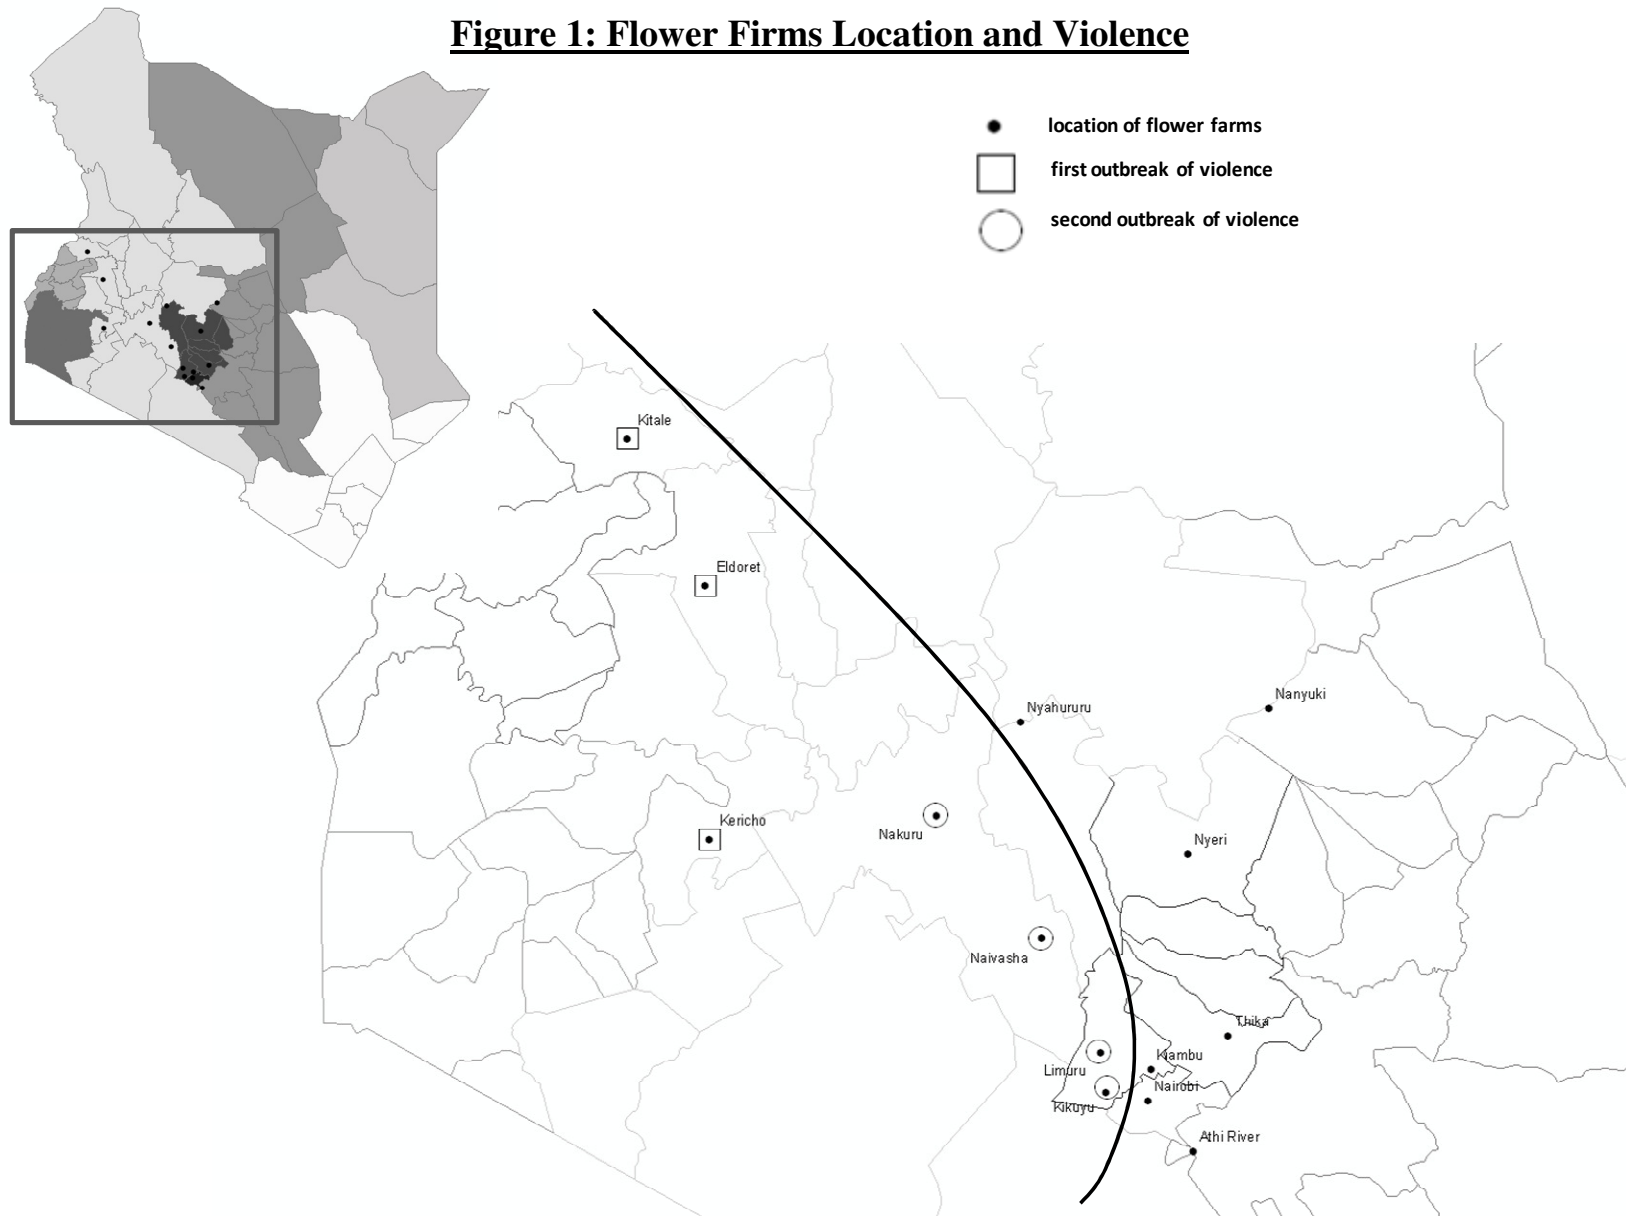 Figure 1: Flower Firms Location and Violence
location of flower farms
first outbreak of violence
second outbreak of violence
Kitale
Eldoret
Nanyuki
Nyahururu
Kericho
Nakuru
Nyeri
Naivasha
Thika
Kiambu
Limuru
Nairobi
Kikuyu
Athi River